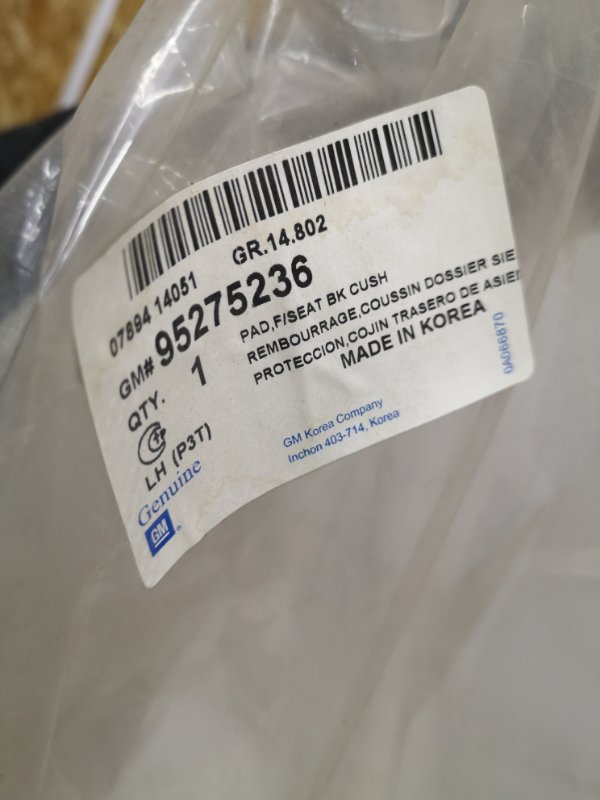 07894 14051 GR.14.802
GM# 95275236
QTY. 1
PAD,F/SEAT BK CUSH
REMBOURRAGE,COUSSIN DOSSIER SIE
PROTECCION,COJIN TRASERO DE ASIEN
MADE IN KOREA
LH (P3T)
Genuine
GM
GM Korea Company
Inchon 403-714, Korea
0A066870